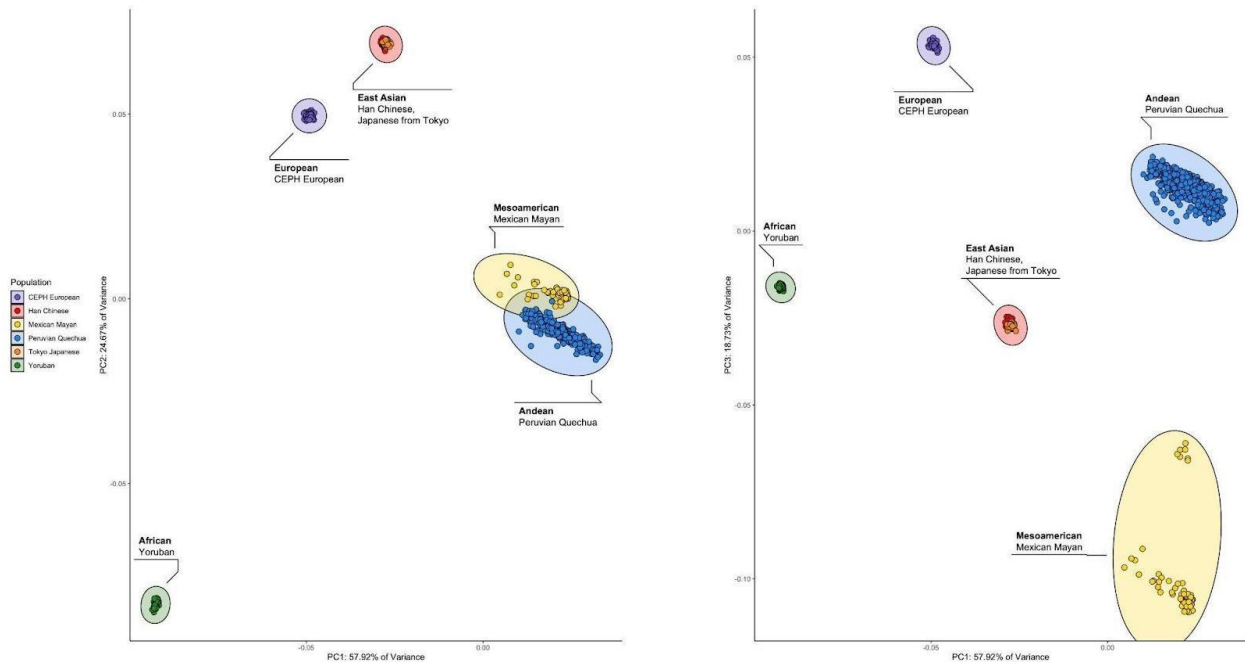 Population
CEPH European
Han Chinese
Mexican Mayan
Peruvian Quechua
Tokyo Japanese
Yoruban
PC2: 24.67% of Variance
0.05
0.00
-0.05
East Asian
Han Chinese,
Japanese from Tokyo
European
CEPH European
Mesoamerican
Mexican Mayan
Andean
Peruvian Quechua
African
Yoruban
-0.05
0.00
PC1: 57.92% of Variance
PC3: 18.73% of Variance
0.05
0.00
-0.05
-0.10
European
CEPH European
Andean
Peruvian Quechua
African
Yoruban
East Asian
Han Chinese,
Japanese from Tokyo
Mesoamerican
Mexican Mayan
-0.05
0.00
PC1: 57.92% of Variance